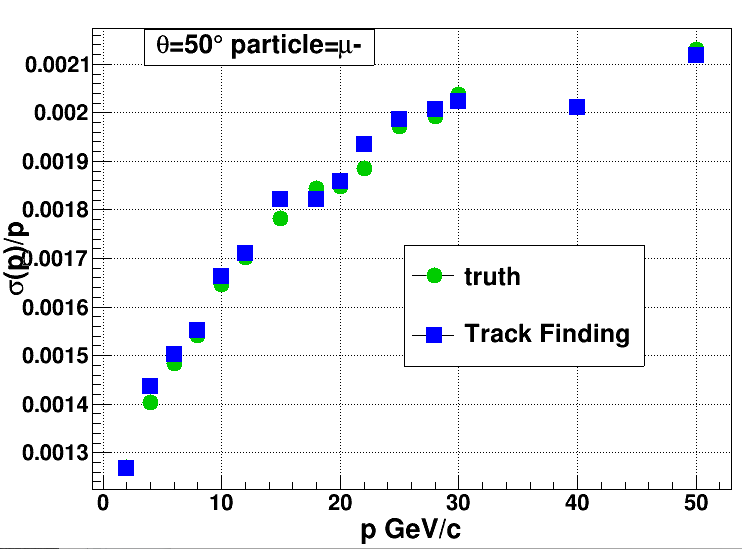 θ=50° particle=μ-
0.0021
0.002
0.0019
0.0018
0.0017
0.0016
0.0015
0.0014
0.0013
σ(p)/p
truth
Track Finding
0 10 20 30 40 50
p GeV/c